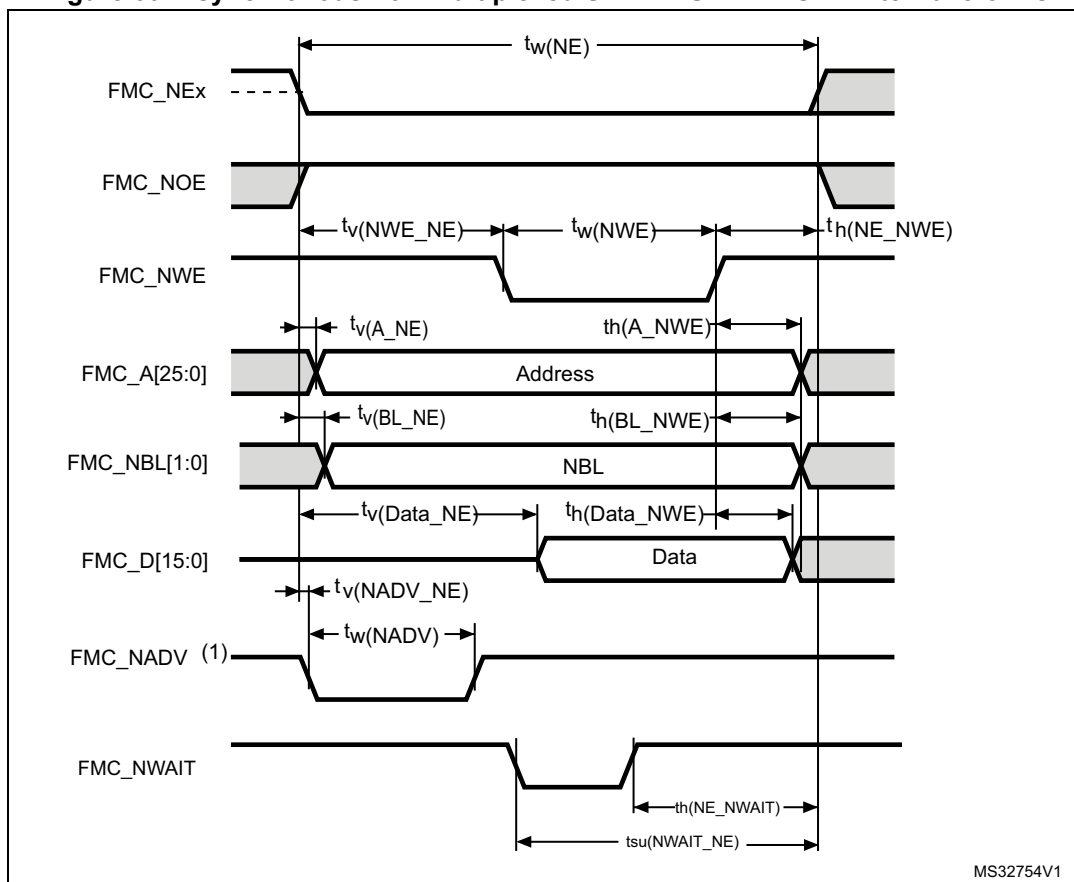 tw(NE)
FMC_NEx
FMC_NOE
tv(NWE_NE) tw(NWE) th(NE_NWE)
FMC_NWE
tv(A_NE) th(A_NWE)
FMC_A[25:0] Address
tv(BL_NE) th(BL_NWE)
FMC_NBL[1:0] NBL
tv(Data_NE) th(Data_NWE)
FMC_D[15:0] Data
tv(NADV_NE)
tw(NADV)
FMC_NADV (1)
FMC_NWAIT
th(NE_NWAIT)
tsu(NWAIT_NE)
MS32754V1